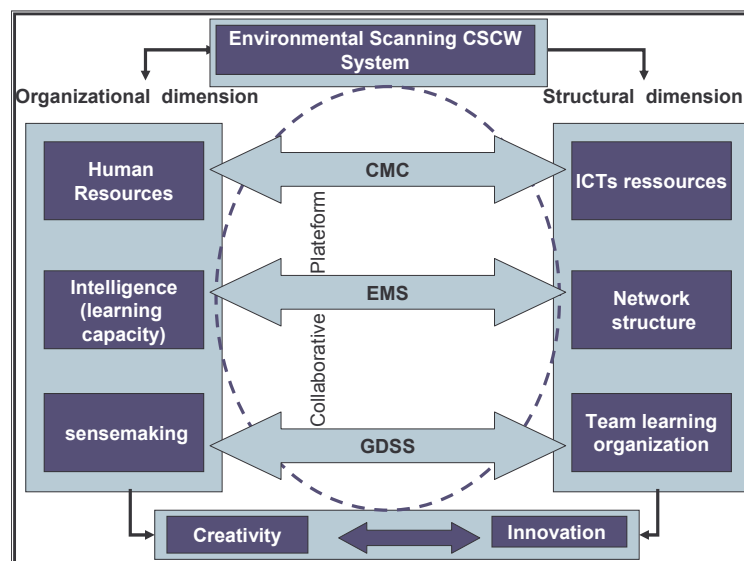 Environmental Scanning CSCW
System
Organizational dimension
Structural dimension
Human
Resources
CMC
ICTs ressources
Intelligence
(learning
capacity)
EMS
Network
structure
Collaborative Plateform
sensemaking
GDSS
Team learning
organization
Creativity
Innovation